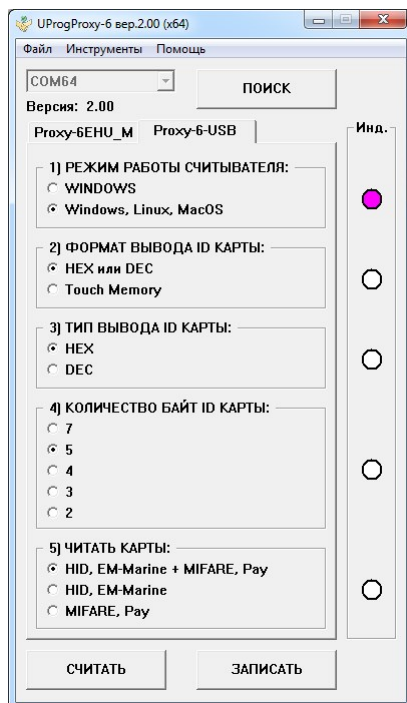 UProgProxy-6 вер.2.00 (x64)
Файл Инструменты Помощь
COM64
ПОИСК
Версия: 2.00
Proxy-6EHU_M Proxy-6-USB
Инд.
1) РЕЖИМ РАБОТЫ СЧИТЫВАТЕЛЯ:
WINDOWS
Windows, Linux, MacOS
2) ФОРМАТ ВЫВОДА ID КАРТЫ:
HEX или DEC
Touch Memory
3) ТИП ВЫВОДА ID КАРТЫ:
HEX
DEC
4) КОЛИЧЕСТВО БАЙТ ID КАРТЫ:
7
5
4
3
2
5) ЧИТАТЬ КАРТЫ:
HID, EM-Marine + MIFARE, Pay
HID, EM-Marine
MIFARE, Pay
СЧИТАТЬ
ЗАПИСАТЬ